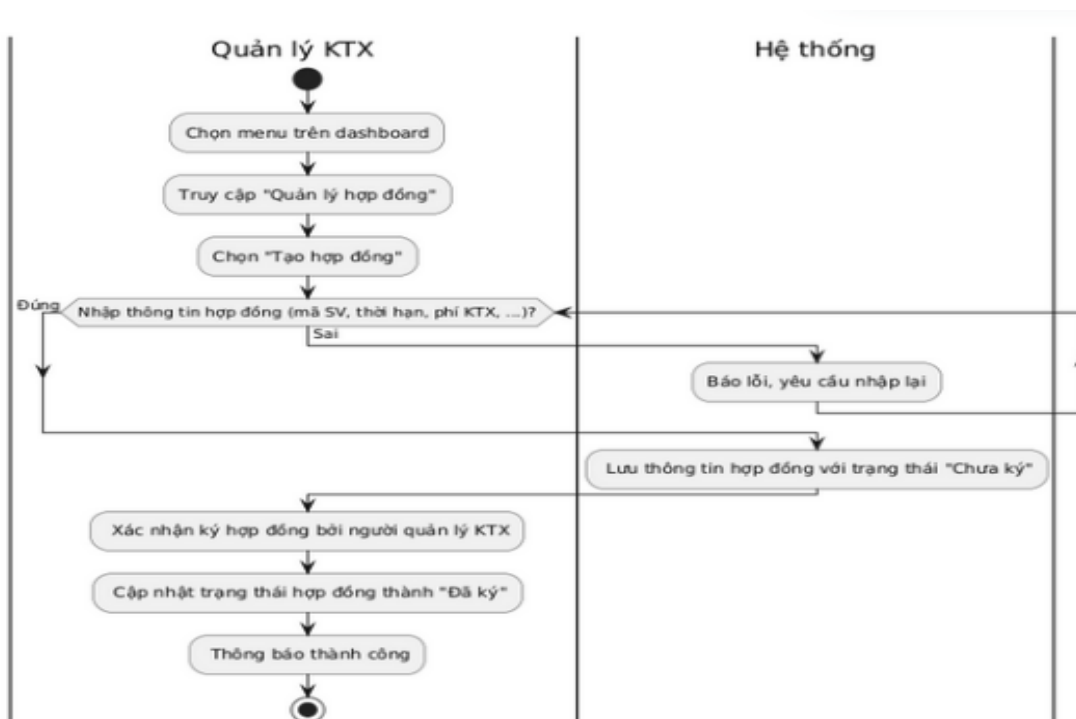 Quản lý KTX
Hệ thống
Chọn menu trên dashboard
Truy cập "Quản lý hợp đồng"
Chọn "Tạo hợp đồng"
Đúng
Nhập thông tin hợp đồng (mã SV, thời hạn, phí KTX, ...)?
Sai
Báo lỗi, yêu cầu nhập lại
Lưu thông tin hợp đồng với trạng thái "Chưa ký"
Xác nhận ký hợp đồng bởi người quản lý KTX
Cập nhật trạng thái hợp đồng thành "Đã ký"
Thông báo thành công